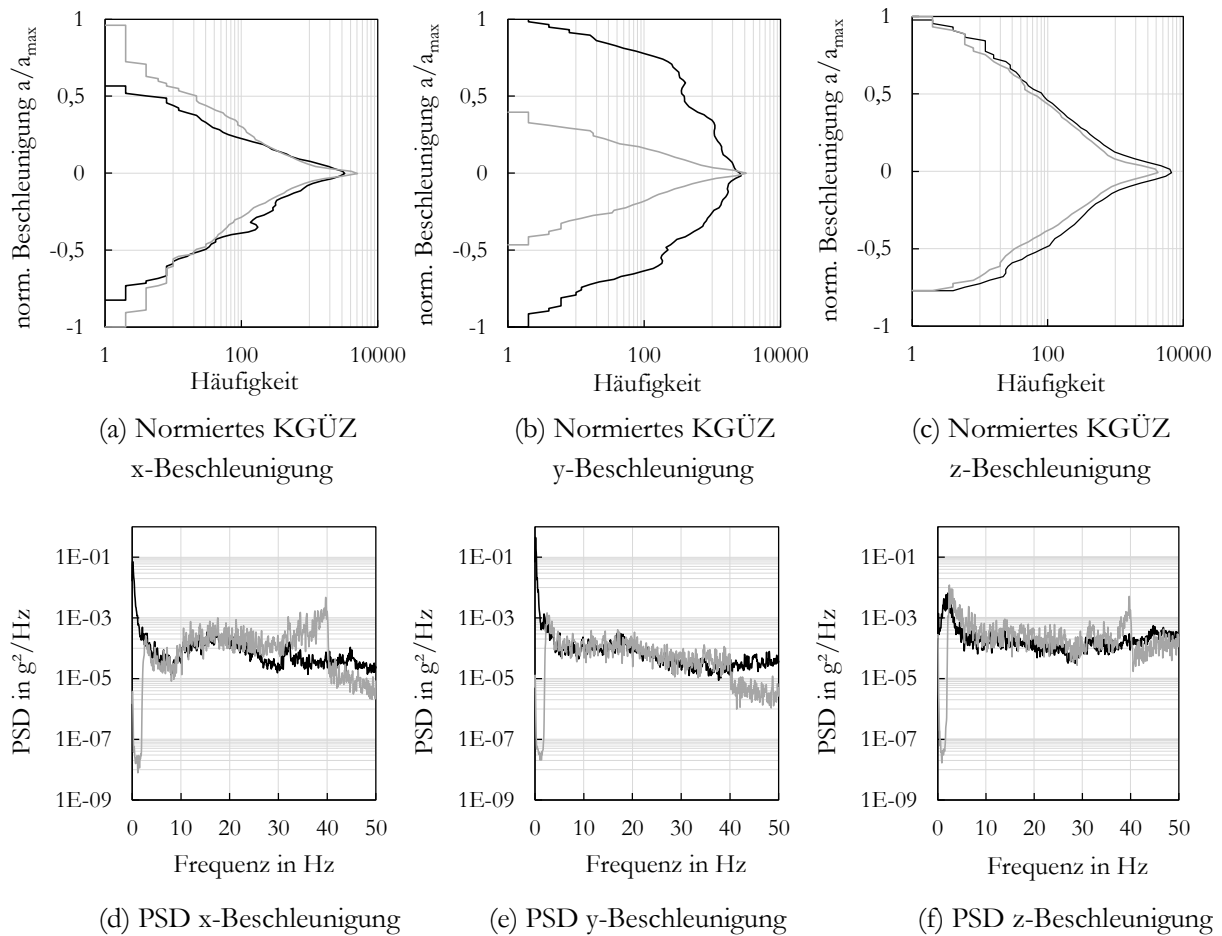 norm. Beschleunigung a/a_max
1
0,5
0
-0,5
-1
1
100
10000
Häufigkeit
(a) Normiertes KGÜZ
x-Beschleunigung
norm. Beschleunigung a/a_max
1
0,5
0
-0,5
-1
1
100
10000
Häufigkeit
(b) Normiertes KGÜZ
y-Beschleunigung
norm. Beschleunigung a/a_max
1
0,5
0
-0,5
-1
1
100
10000
Häufigkeit
(c) Normiertes KGÜZ
z-Beschleunigung
PSD in g²/Hz
1E-01
1E-03
1E-05
1E-07
1E-09
0 10 20 30 40 50
Frequenz in Hz
(d) PSD x-Beschleunigung
PSD in g²/Hz
1E-01
1E-03
1E-05
1E-07
1E-09
0 10 20 30 40 50
Frequenz in Hz
(e) PSD y-Beschleunigung
PSD in g²/Hz
1E-01
1E-03
1E-05
1E-07
1E-09
0 10 20 30 40 50
Frequenz in Hz
(f) PSD z-Beschleunigung